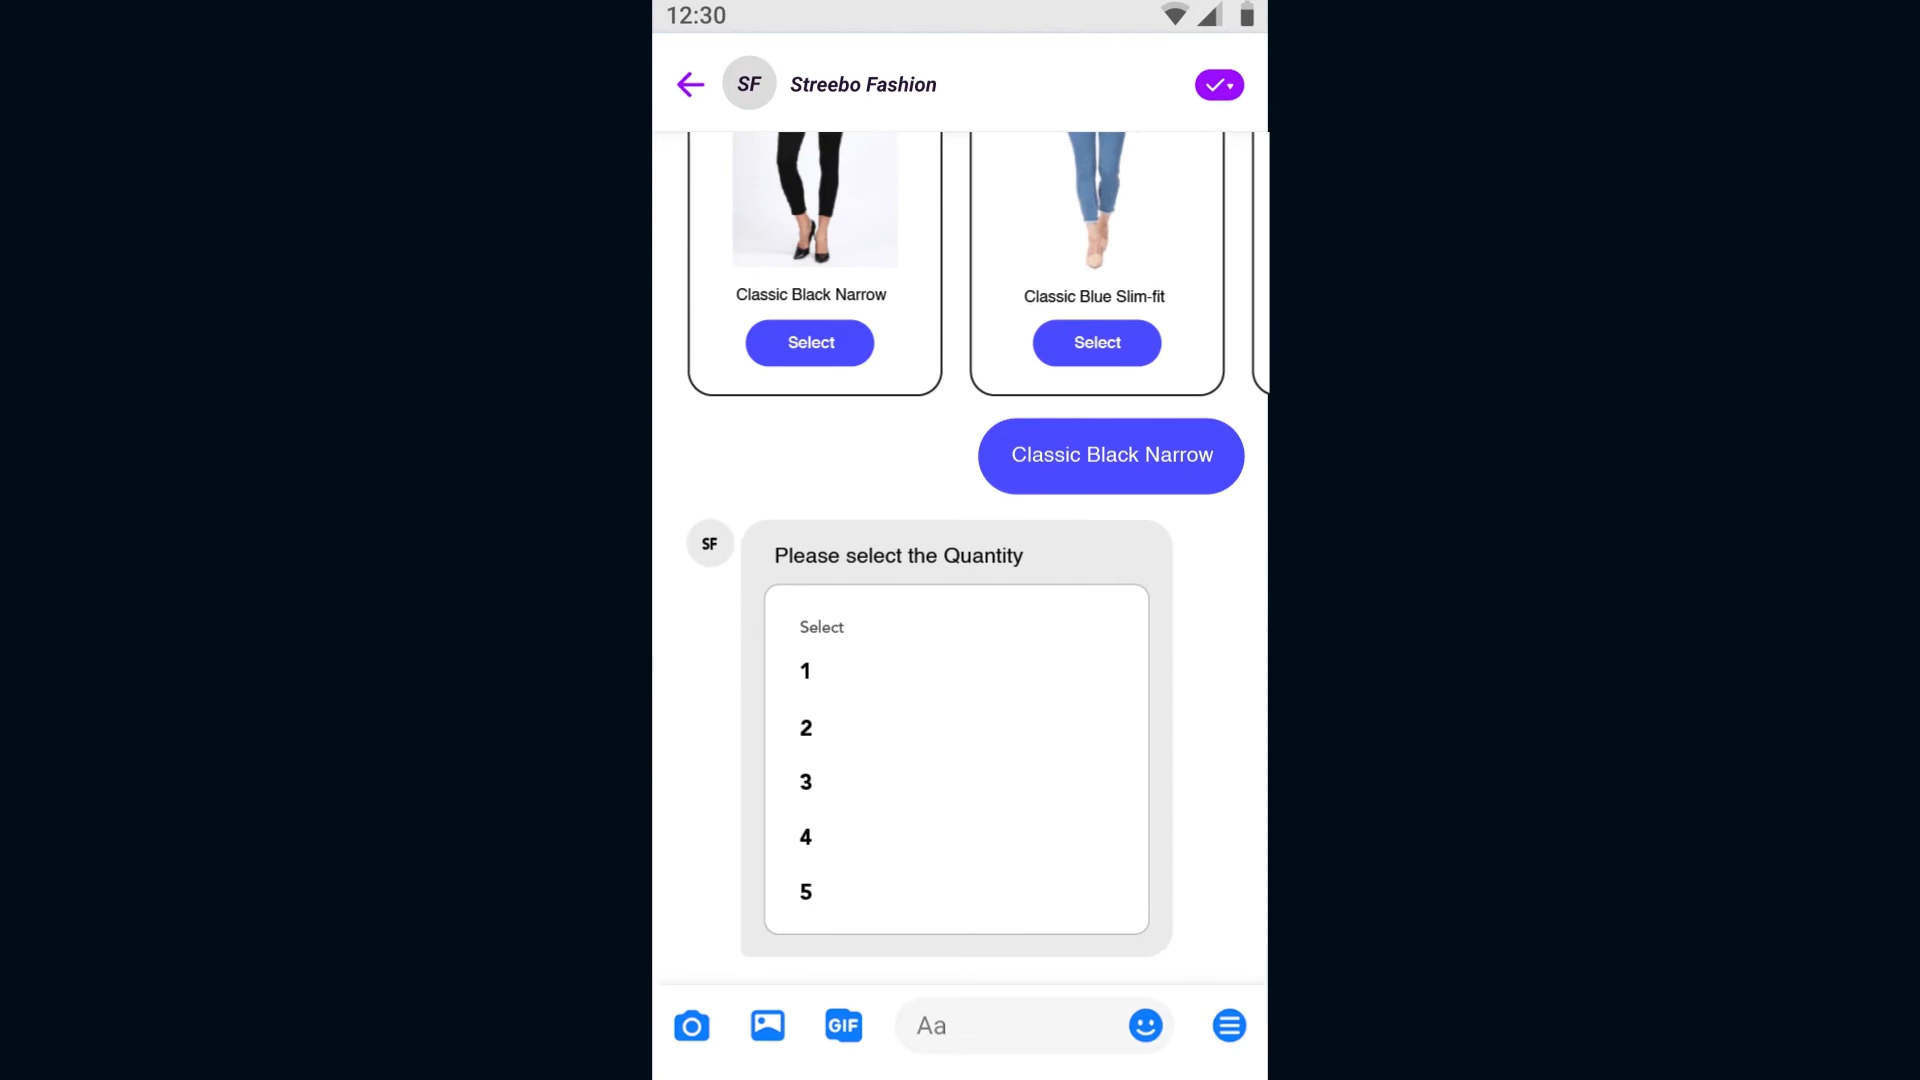 12:30
SF Streebo Fashion
Classic Black Narrow
Classic Blue Slim-fit
Select
Select
Classic Black Narrow
SF
Please select the Quantity
Select
1
2
3
4
5
GIF
Aa